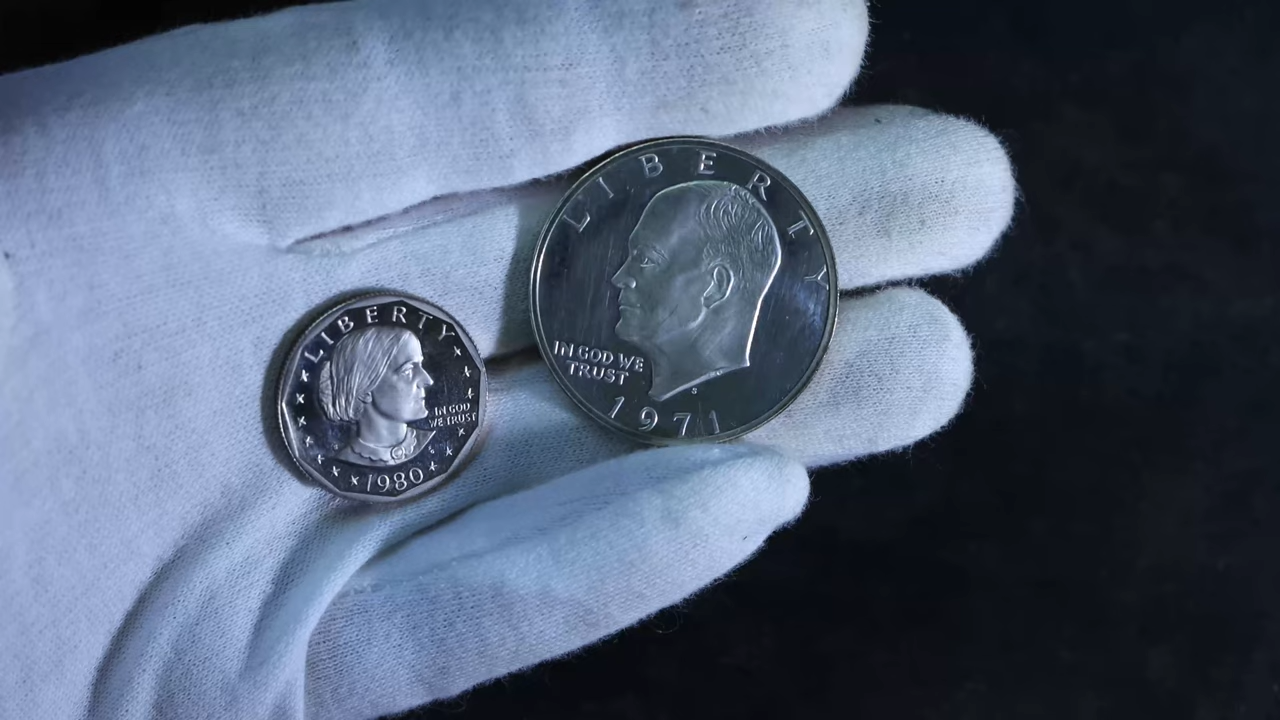 LIBERTY
IN GOD WE
TRUST
S
1971
LIBERTY
IN GOD
WE TRUST
S
1980